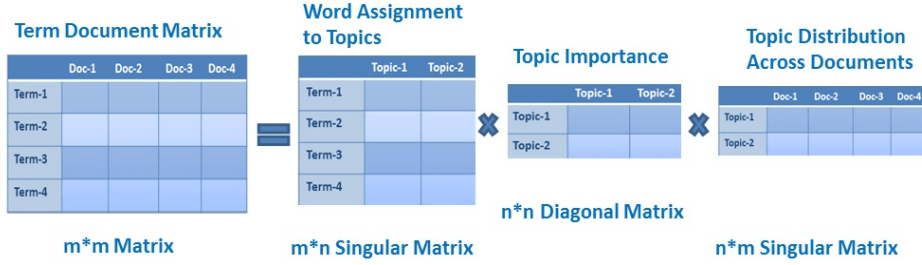 Term Document Matrix
Doc-1 Doc-2 Doc-3 Doc-4
Term-1
Term-2
Term-3
Term-4
m*m Matrix
Word Assignment
to Topics
Topic-1 Topic-2
Term-1
Term-2
Term-3
Term-4
m*n Singular Matrix
Topic Importance
Topic-1 Topic-2
Topic-1
Topic-2
n*n Diagonal Matrix
Topic Distribution
Across Documents
Doc-1 Doc-2 Doc-3 Doc-4
Topic-1
Topic-2
n*m Singular Matrix